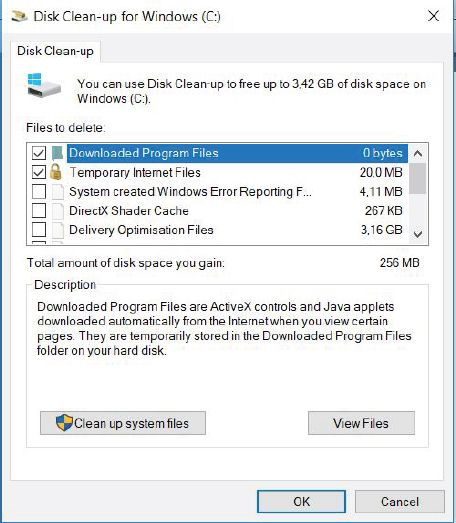 Disk Clean-up for Windows (C:)
Disk Clean-up
You can use Disk Clean-up to free up to 3,42 GB of disk space on
Windows (C:).
Files to delete:
Downloaded Program Files 0 bytes
Temporary Internet Files 20,0 MB
System created Windows Error Reporting F... 4,11 MB
DirectX Shader Cache 267 KB
Delivery Optimisation Files 3,16 GB
Total amount of disk space you gain: 256 MB
Description
Downloaded Program Files are ActiveX controls and Java applets
downloaded automatically from the Internet when you view certain
pages. They are temporarily stored in the Downloaded Program Files
folder on your hard disk.
Clean up system files View Files
OK Cancel